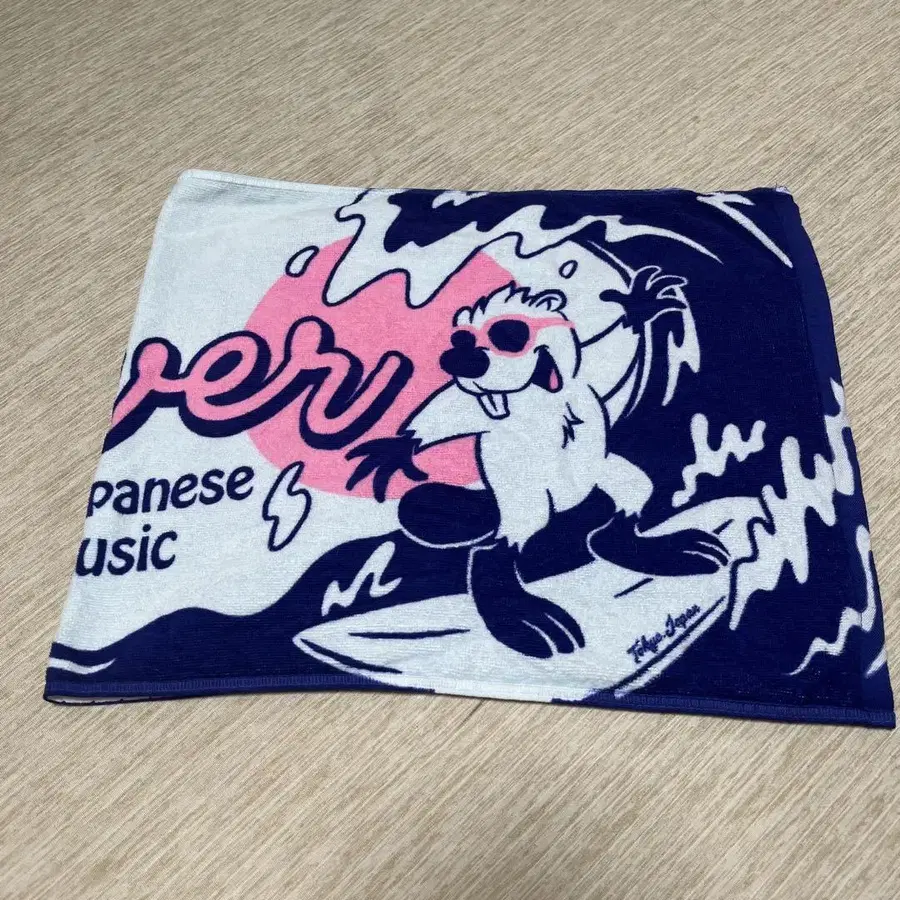 ver
panese
usic
Tokyo. Japan